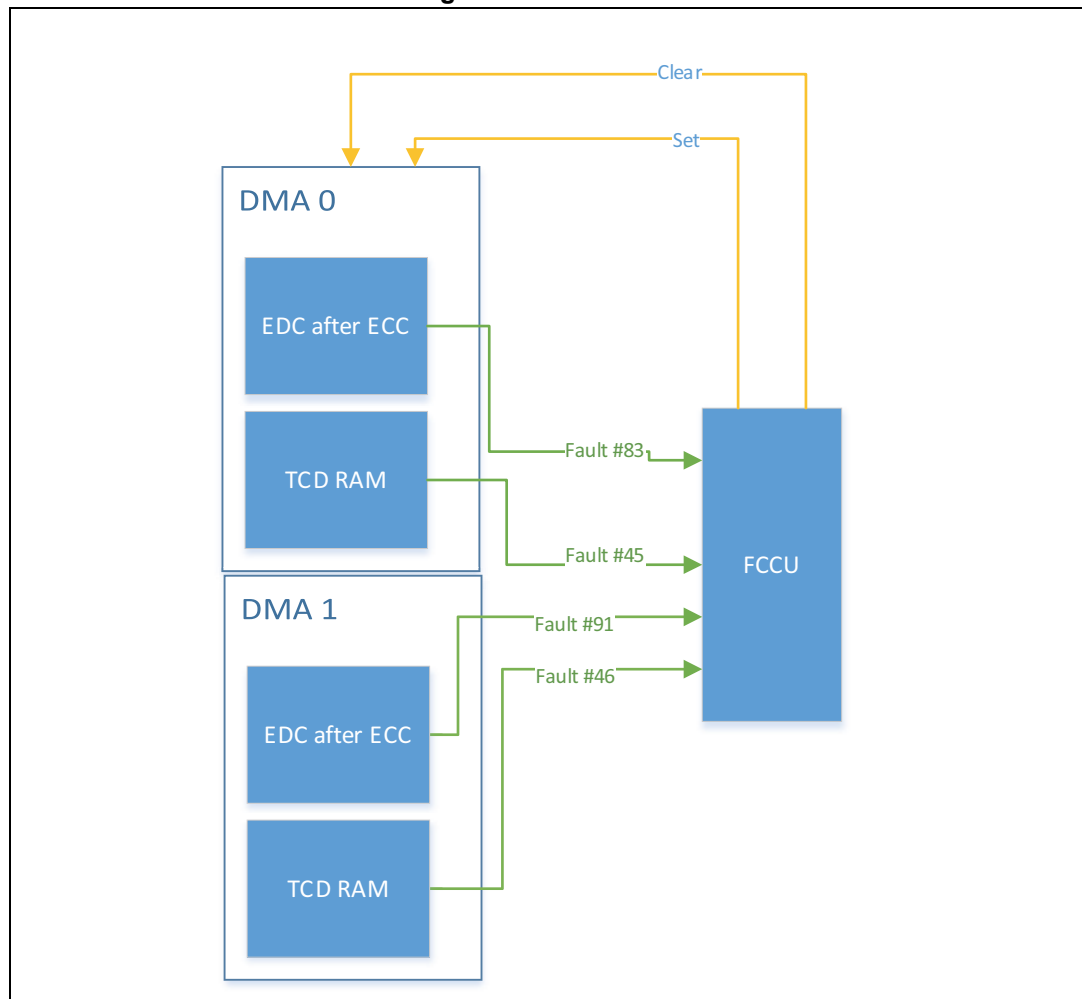 Clear
Set
DMA 0
EDC after ECC
Fault #83
TCD RAM
Fault #45
FCCU
DMA 1
Fault #91
Fault #46
EDC after ECC
TCD RAM